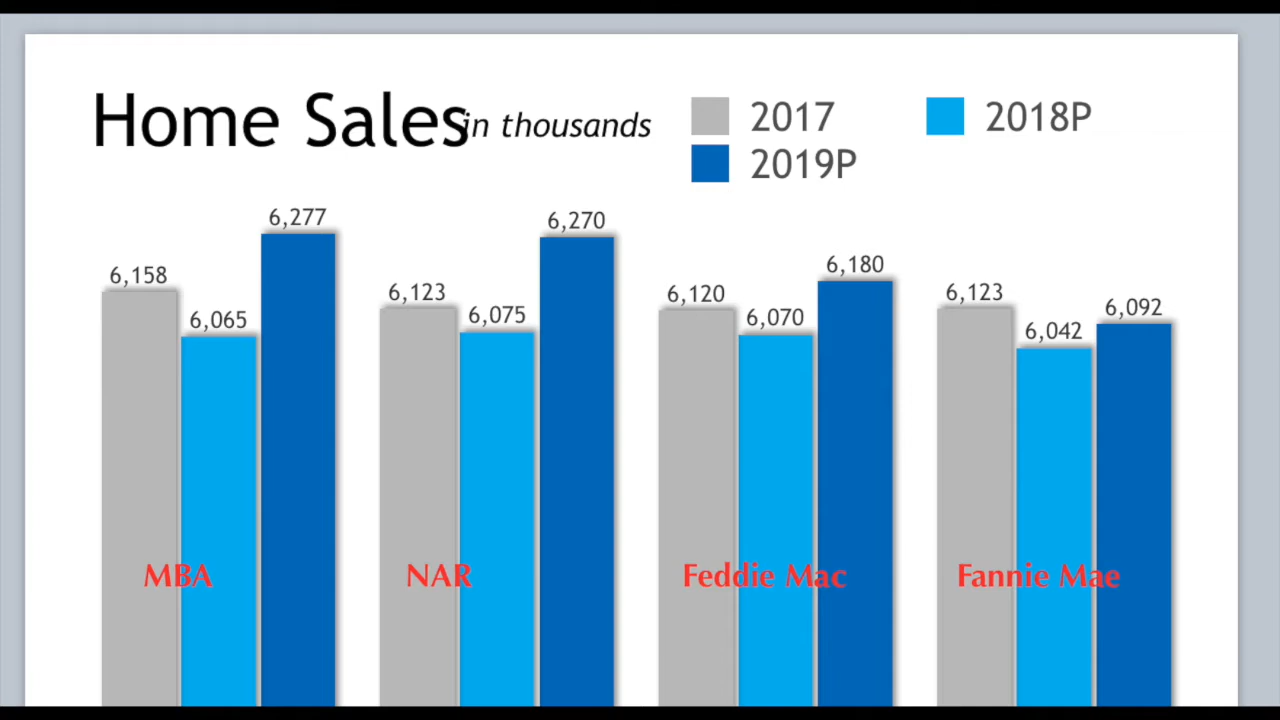 Home Sales in thousands
2017 2018P
2019P
6,277 6,270
6,158 6,123 6,180
6,065 6,075 6,120 6,070 6,123 6,042 6,092
MBA NAR Feddie Mac Fannie Mae